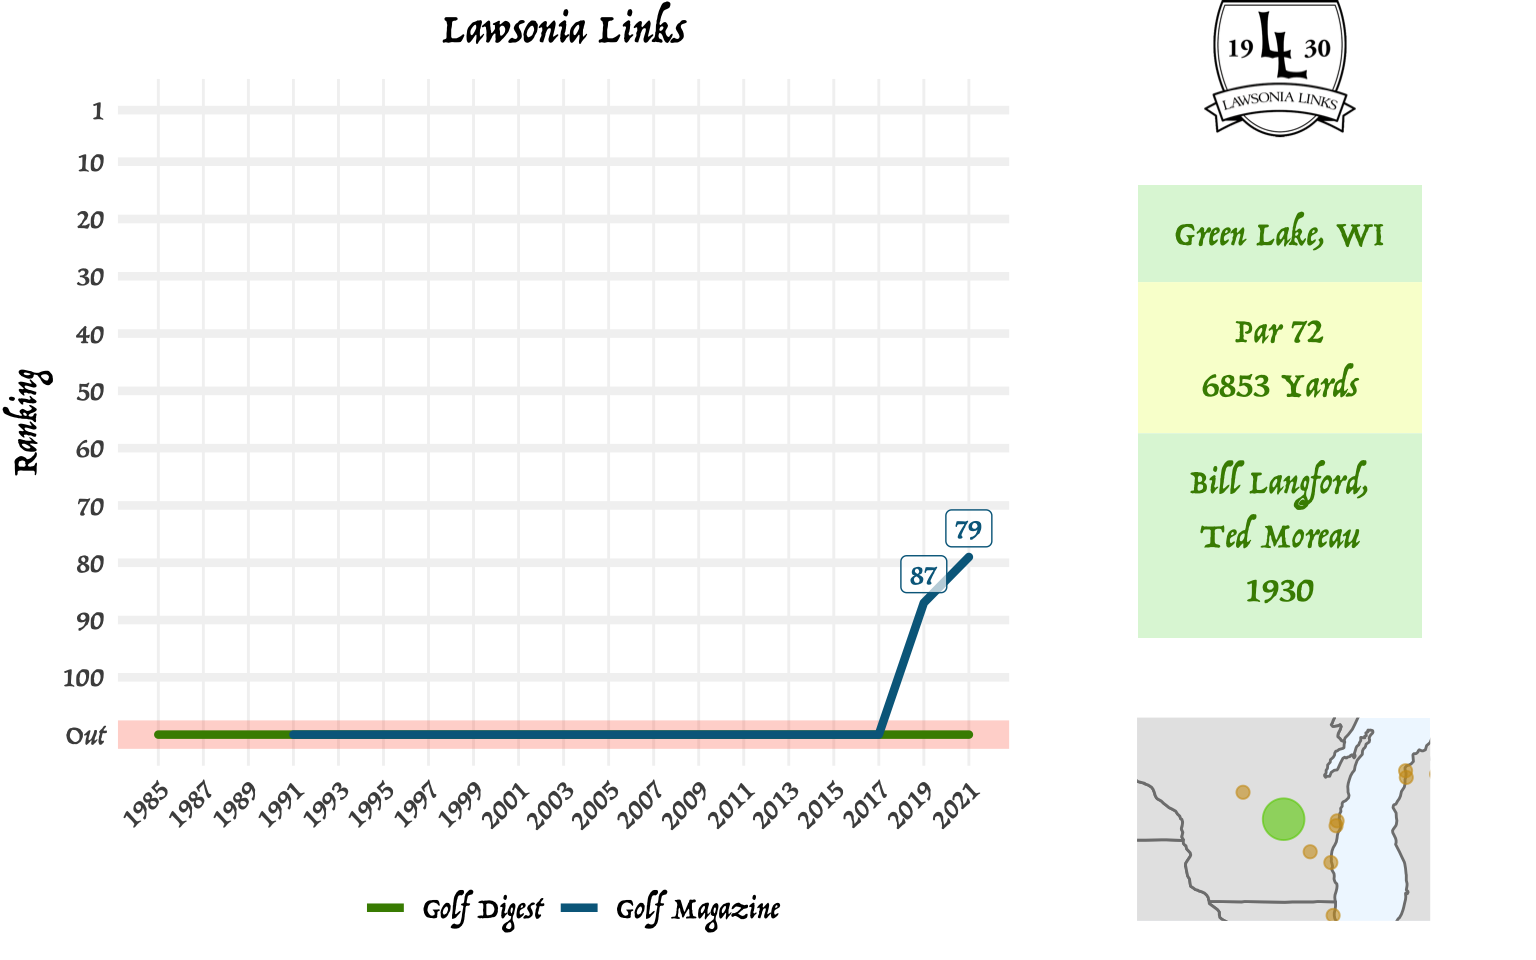 Lawsonia Links
19 LL 30
LAWSONIA LINKS
Ranking
1
10
20
30
40
50
60
70
80
90
100
Out
87
79
1985
1987
1989
1991
1993
1995
1997
1999
2001
2003
2005
2007
2009
2011
2013
2015
2017
2019
2021
Golf Digest
Golf Magazine
Green Lake, WI
Par 72
6853 Yards
Bill Langford,
Ted Moreau
1930